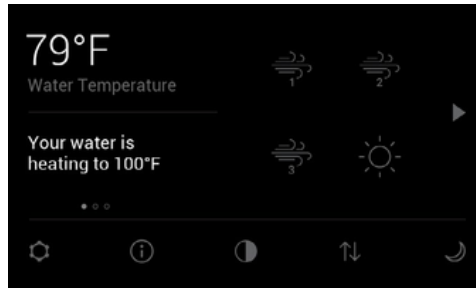 79°F
Water Temperature
1
2
Your water is
heating to 100°F
3